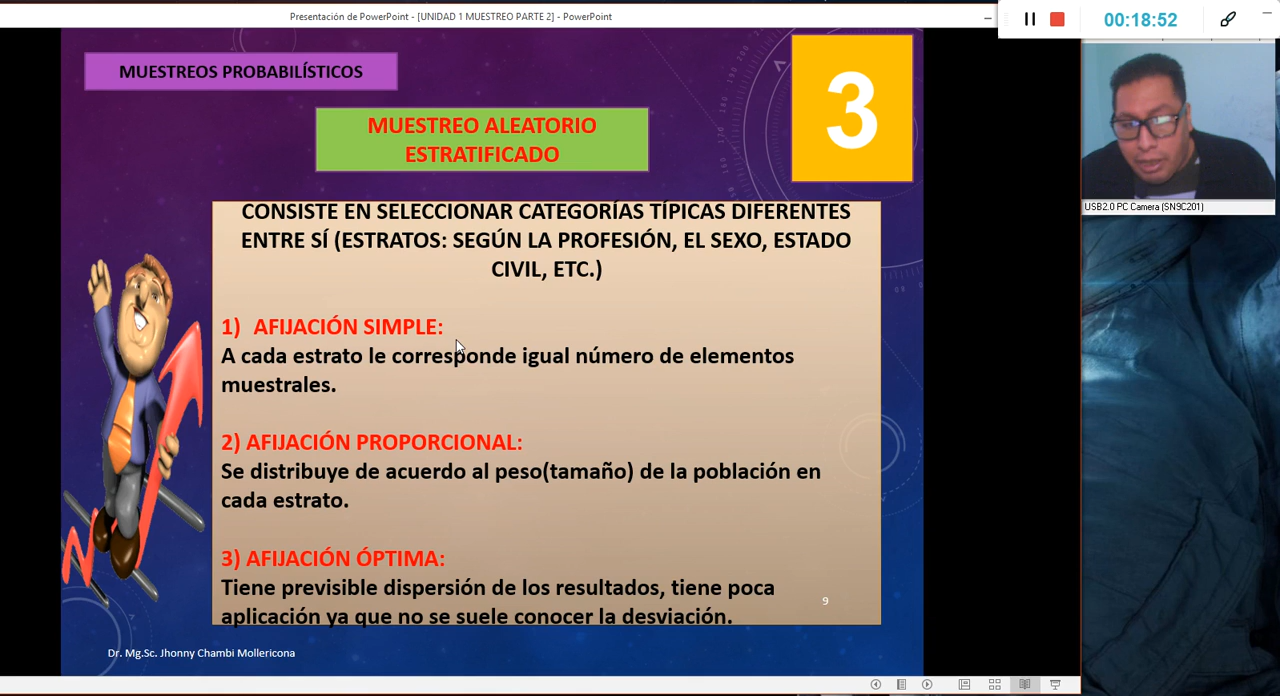 Presentación de PowerPoint - [UNIDAD 1 MUESTREO PARTE 2] - PowerPoint
00:18:52
MUESTREOS PROBABILÍSTICOS
3
MUESTREO ALEATORIO
ESTRATIFICADO
USB2.0 PC Camera (SN9C201)
CONSISTE EN SELECCIONAR CATEGORÍAS TÍPICAS DIFERENTES
ENTRE SÍ (ESTRATOS: SEGÚN LA PROFESIÓN, EL SEXO, ESTADO
CIVIL, ETC.)
1) AFIJACIÓN SIMPLE:
A cada estrato le corresponde igual número de elementos
muestrales.
2) AFIJACIÓN PROPORCIONAL:
Se distribuye de acuerdo al peso(tamaño) de la población en
cada estrato.
3) AFIJACIÓN ÓPTIMA:
Tiene previsible dispersión de los resultados, tiene poca
aplicación ya que no se suele conocer la desviación.
9
Dr. Mg.Sc. Jhonny Chambi Mollericona